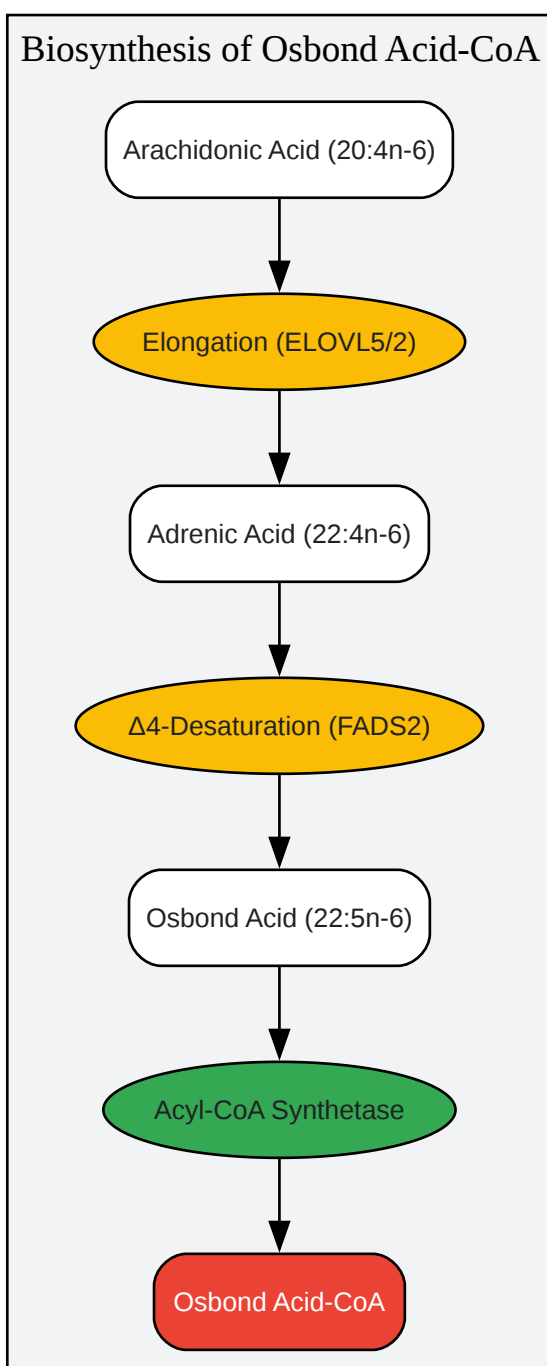 Biosynthesis of Osbond Acid-CoA
Arachidonic Acid (20:4n-6)
Elongation (ELOVL5/2)
Adrenic Acid (22:4n-6)
Δ4-Desaturation (FADS2)
Osbond Acid (22:5n-6)
Acyl-CoA Synthetase
Osbond Acid-CoA